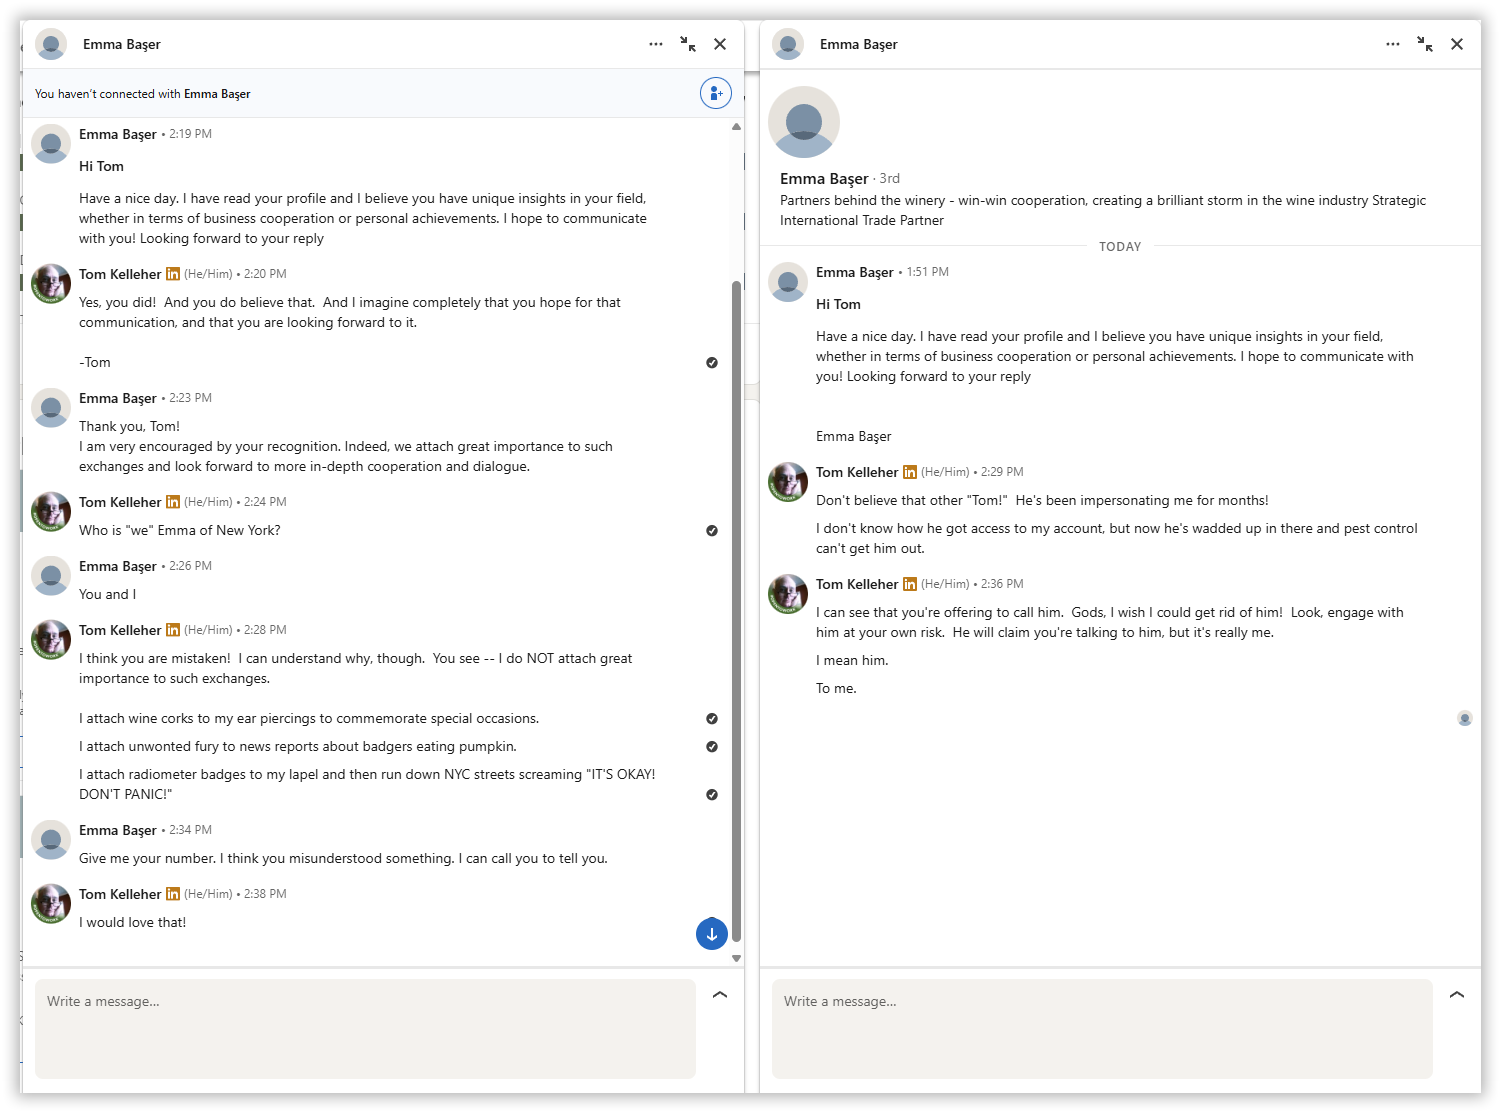 Emma Başer
You haven't connected with Emma Başer
Emma Başer • 2:19 PM
Hi Tom
Have a nice day. I have read your profile and I believe you have unique insights in your field,
whether in terms of business cooperation or personal achievements. I hope to communicate
with you! Looking forward to your reply
Tom Kelleher in (He/Him) • 2:20 PM
Yes, you did!  And you do believe that.  And I imagine completely that you hope for that
communication, and that you are looking forward to it.
-Tom
Emma Başer • 2:23 PM
Thank you, Tom!
I am very encouraged by your recognition. Indeed, we attach great importance to such
exchanges and look forward to more in-depth cooperation and dialogue.
Tom Kelleher in (He/Him) • 2:24 PM
Who is "we" Emma of New York?
Emma Başer • 2:26 PM
You and I
Tom Kelleher in (He/Him) • 2:28 PM
I think you are mistaken!  I can understand why, though.  You see -- I do NOT attach great
importance to such exchanges.
I attach wine corks to my ear piercings to commemorate special occasions.
I attach unwonted fury to news reports about badgers eating pumpkin.
I attach radiometer badges to my lapel and then run down NYC streets screaming "IT'S OKAY!
DON'T PANIC!"
Emma Başer • 2:34 PM
Give me your number. I think you misunderstood something. I can call you to tell you.
Tom Kelleher in (He/Him) • 2:38 PM
I would love that!
Write a message...
Emma Başer
Emma Başer · 3rd
Partners behind the winery - win-win cooperation, creating a brilliant storm in the wine industry Strategic
International Trade Partner
TODAY
Emma Başer • 1:51 PM
Hi Tom
Have a nice day. I have read your profile and I believe you have unique insights in your field,
whether in terms of business cooperation or personal achievements. I hope to communicate with
you! Looking forward to your reply
Emma Başer
Tom Kelleher in (He/Him) • 2:29 PM
Don't believe that other "Tom!"  He's been impersonating me for months!
I don't know how he got access to my account, but now he's wadded up in there and pest control
can't get him out.
Tom Kelleher in (He/Him) • 2:36 PM
I can see that you're offering to call him.  Gods, I wish I could get rid of him!  Look, engage with
him at your own risk.  He will claim you're talking to him, but it's really me.
I mean him.
To me.
Write a message...